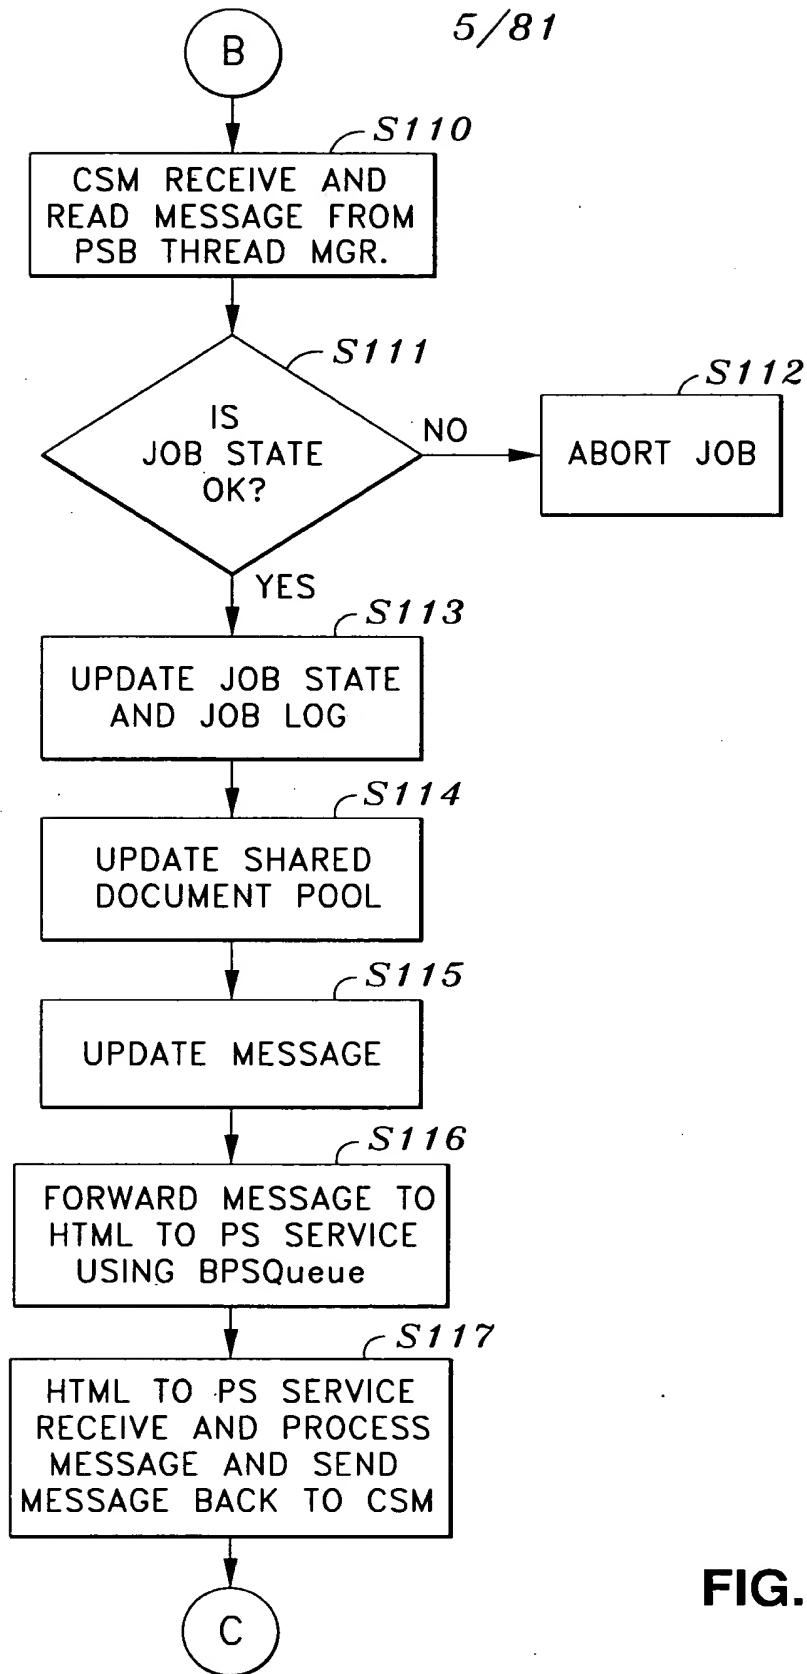 5/81
B
S110
CSM RECEIVE AND
READ MESSAGE FROM
PSB THREAD MGR.
S111
IS
JOB STATE
OK?
NO
S112
ABORT JOB
YES
S113
UPDATE JOB STATE
AND JOB LOG
S114
UPDATE SHARED
DOCUMENT POOL
S115
UPDATE MESSAGE
S116
FORWARD MESSAGE TO
HTML TO PS SERVICE
USING BPSQueue
S117
HTML TO PS SERVICE
RECEIVE AND PROCESS
MESSAGE AND SEND
MESSAGE BACK TO CSM
C
FIG.